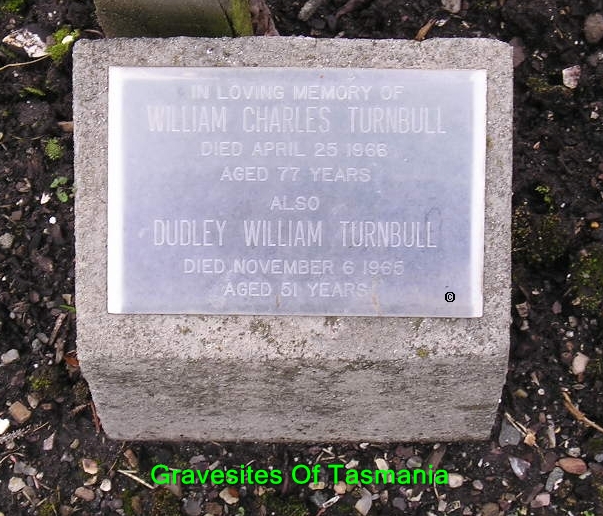 IN LOVING MEMORY OF
WILLIAM CHARLES TURNBULL
DIED APRIL 25 1966
AGED 77 YEARS
ALSO
DUDLEY WILLIAM TURNBULL
DIED NOVEMBER 6 1965
AGED 51 YEARS
©
Gravesites Of Tasmania